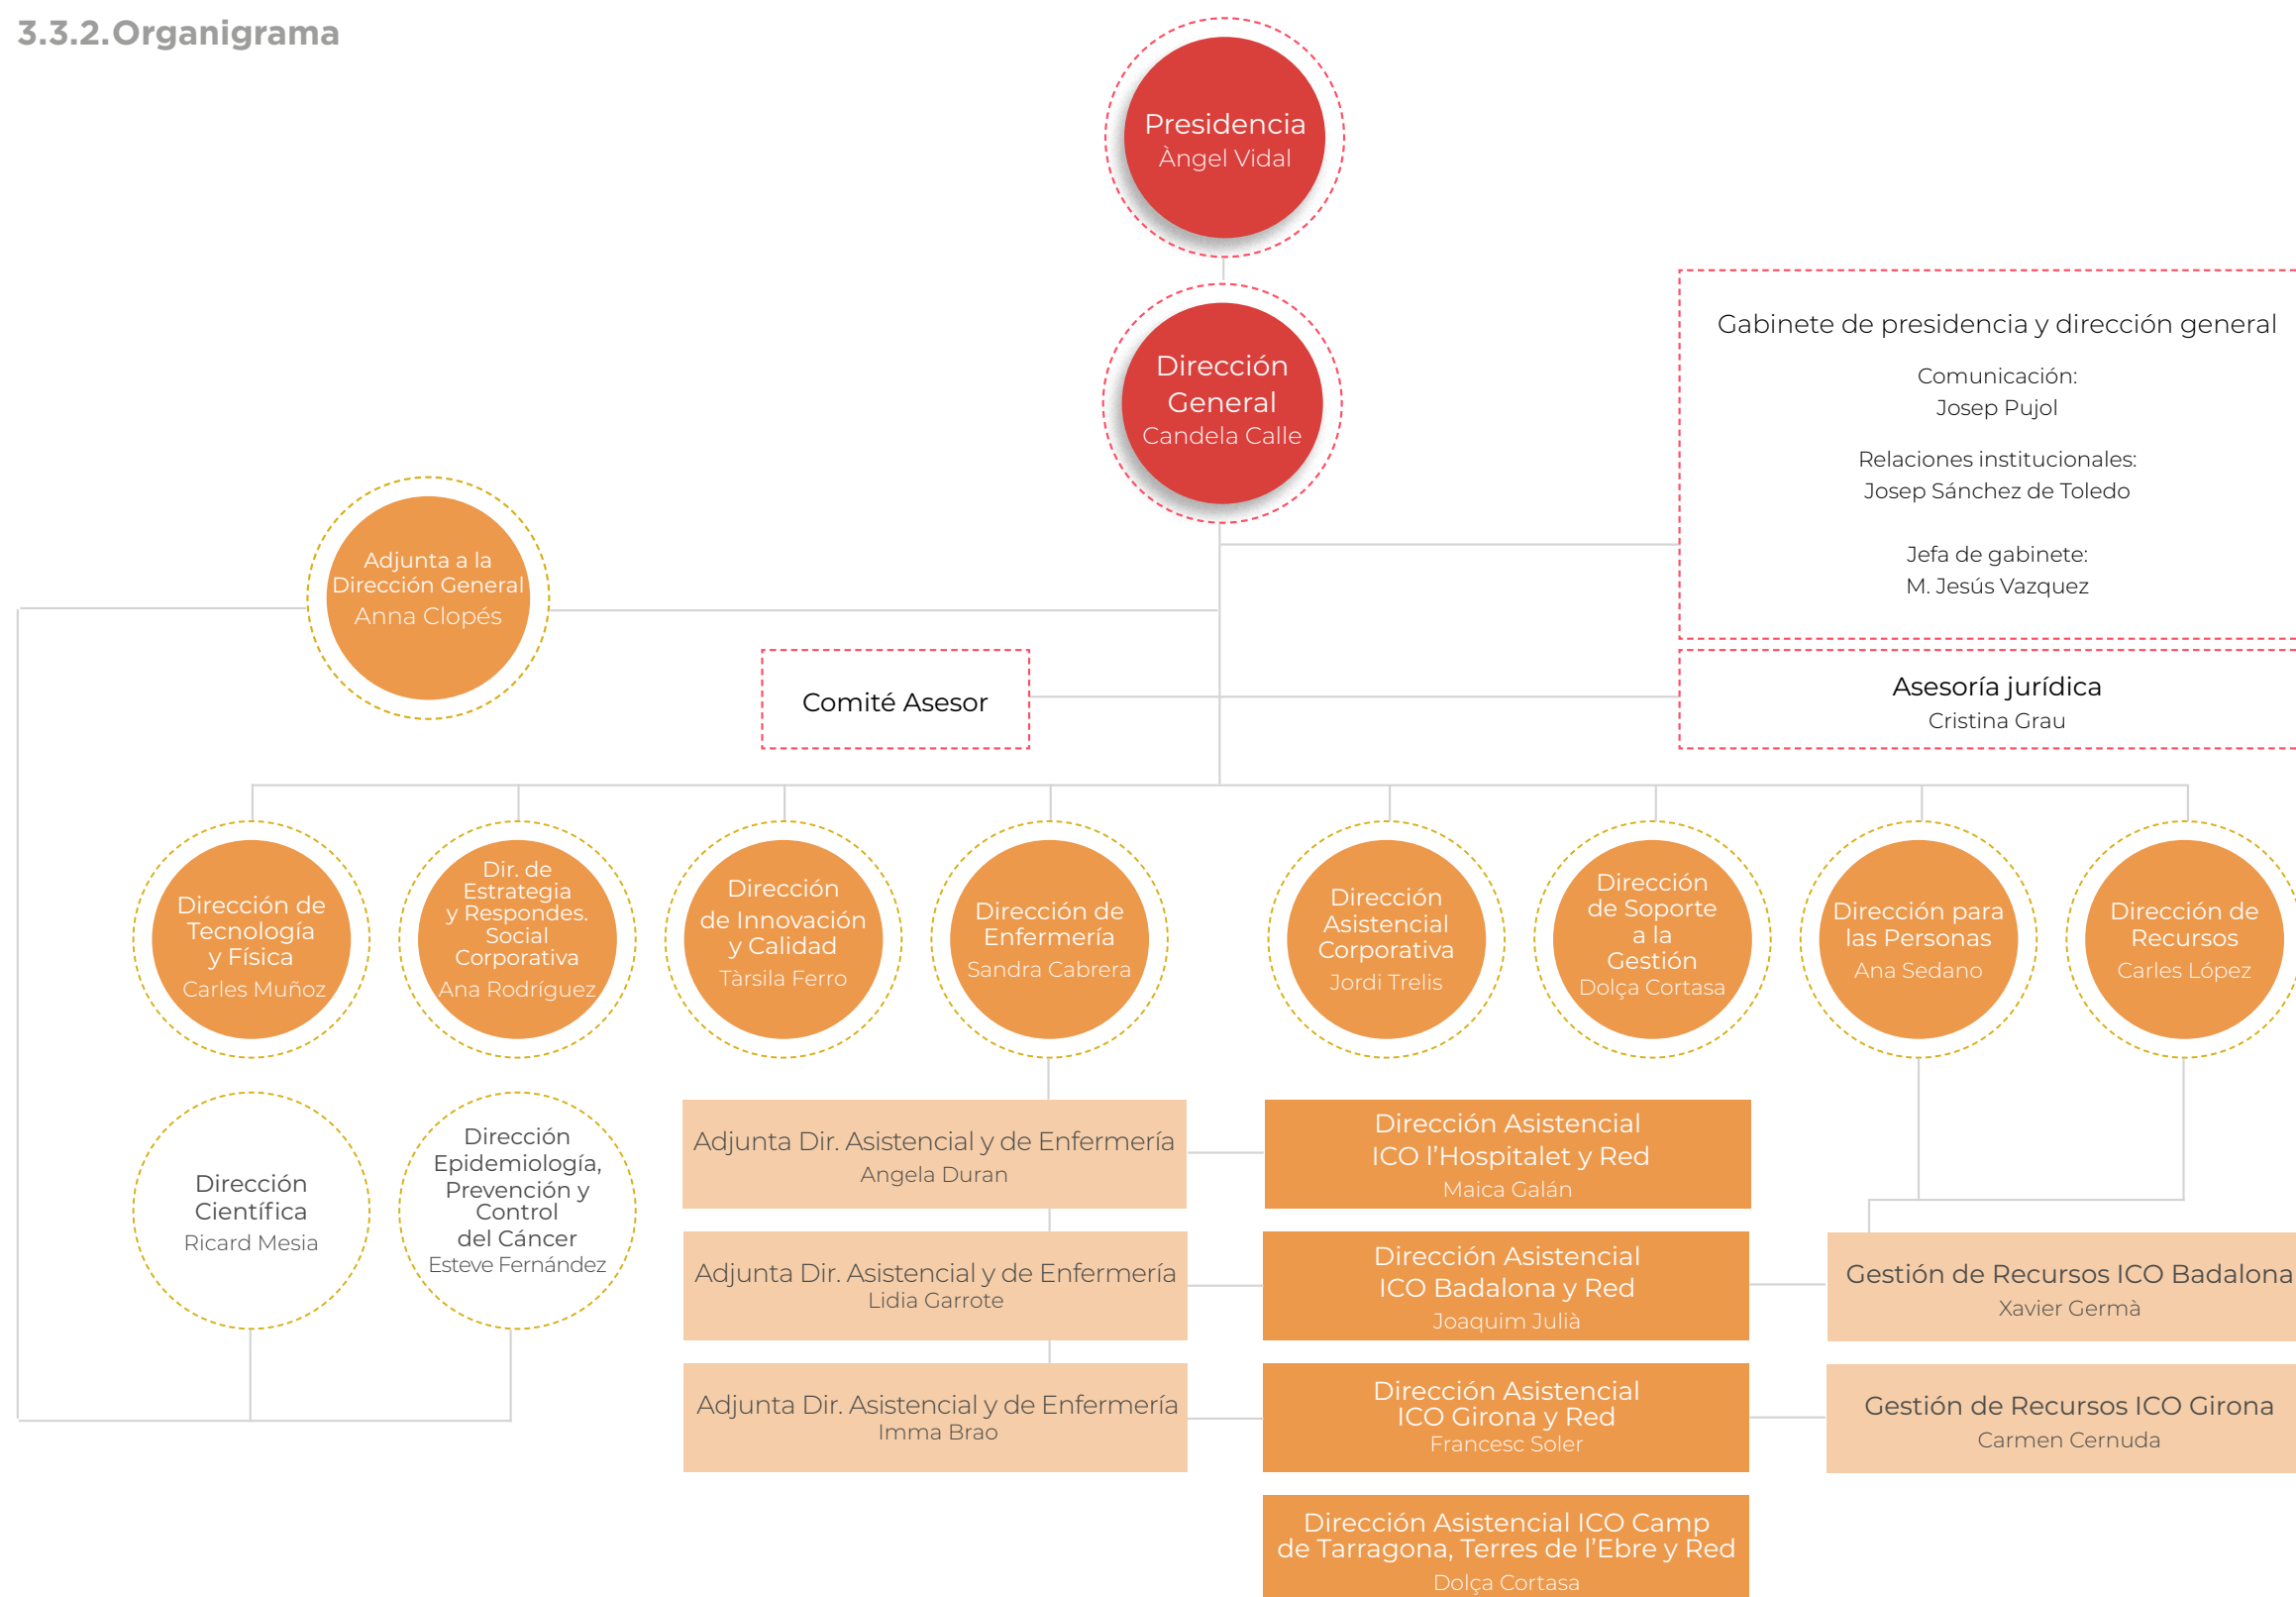 3.3.2.Organigrama
Presidencia
Àngel Vidal
Dirección
General
Candela Calle
Gabinete de presidencia y dirección general
Comunicación:
Josep Pujol
Relaciones institucionales:
Josep Sánchez de Toledo
Jefa de gabinete:
M. Jesús Vazquez
Adjunta a la
Dirección General
Anna Clopés
Comité Asesor
Asesoría jurídica
Cristina Grau
Dirección de
Tecnología
y Física
Carles Muñoz
Dir. de
Estrategia
y Respondes.
Social
Corporativa
Ana Rodríguez
Dirección
de Innovación
y Calidad
Tàrsila Ferro
Dirección de
Enfermería
Sandra Cabrera
Dirección
Asistencial
Corporativa
Jordi Trelis
Dirección
de Soporte
a la
Gestión
Dolça Cortasa
Dirección para
las Personas
Ana Sedano
Dirección de
Recursos
Carles López
Dirección
Científica
Ricard Mesia
Dirección
Epidemiología,
Prevención y
Control
del Cáncer
Esteve Fernández
Adjunta Dir. Asistencial y de Enfermería
Angela Duran
Dirección Asistencial
ICO l’Hospitalet y Red
Maica Galán
Adjunta Dir. Asistencial y de Enfermería
Lidia Garrote
Dirección Asistencial
ICO Badalona y Red
Joaquim Julià
Gestión de Recursos ICO Badalona
Xavier Germà
Adjunta Dir. Asistencial y de Enfermería
Imma Brao
Dirección Asistencial
ICO Girona y Red
Francesc Soler
Gestión de Recursos ICO Girona
Carmen Cernuda
Dirección Asistencial ICO Camp
de Tarragona, Terres de l’Ebre y Red
Dolça Cortasa